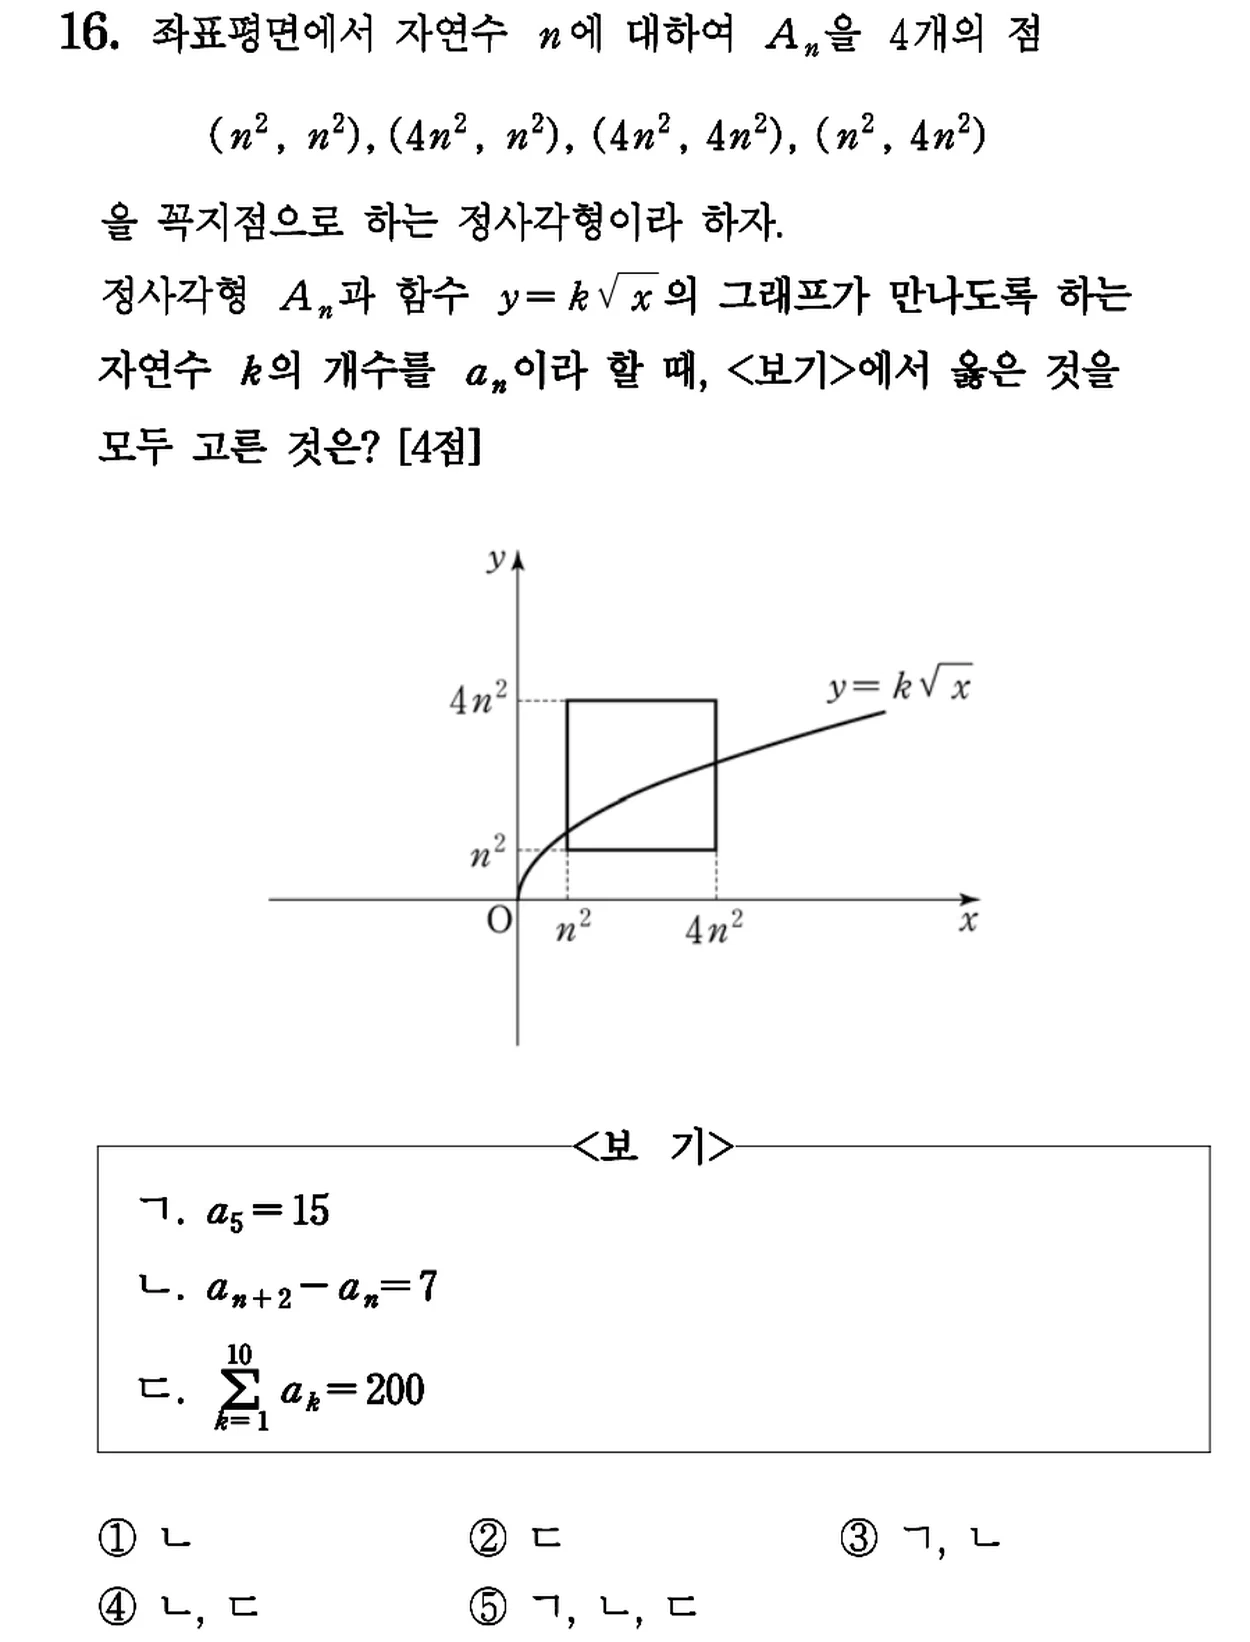 16. 좌표평면에서 자연수 n에 대하여 Aₙ을 4개의 점
(n², n²), (4n², n²), (4n², 4n²), (n², 4n²)
을 꼭지점으로 하는 정사각형이라 하자.
정사각형 Aₙ과 함수 y=k√x의 그래프가 만나도록 하는
자연수 k의 개수를 aₙ이라 할 때, <보기>에서 옳은 것을
모두 고른 것은? [4점]
y
y=k√x
4n²
n²
O n² 4n² x
<보 기>
ㄱ. a₅=15
ㄴ. aₙ₊₂-aₙ=7
ㄷ. ∑ₖ₌₁¹⁰ aₖ=200
① ㄴ ② ㄷ ③ ㄱ, ㄴ
④ ㄴ, ㄷ ⑤ ㄱ, ㄴ, ㄷ